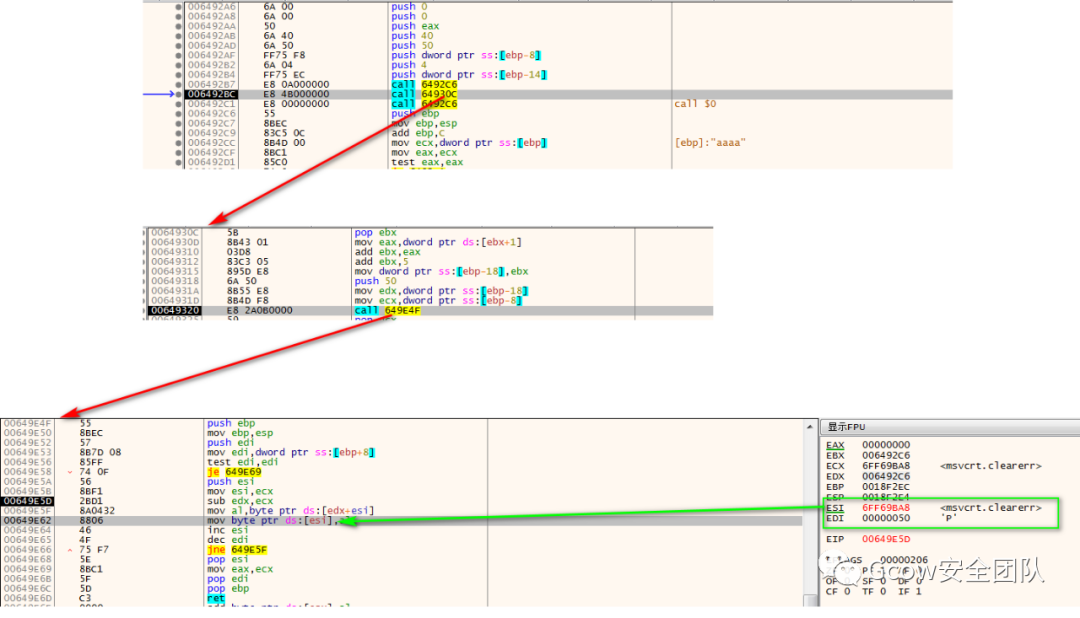 006492A6 6A 00 push 0
006492A8 6A 00 push 0
006492AA 50 push eax
006492AB 6A 40 push 40
006492AD 6A 50 push 50
006492AF FF75 F8 push dword ptr ss:[ebp-8]
006492B2 6A 04 push 4
006492B4 FF75 EC push dword ptr ss:[ebp-14]
006492B7 E8 0A000000 call 6492C6
006492BC E8 4B000000 call 64930C
006492C1 E8 00000000 call 6492C6 call $0
006492C6 55 push ebp
006492C7 8BEC mov ebp,esp
006492C9 83C5 0C add ebp,C
006492CC 8B4D 00 mov ecx,dword ptr ss:[ebp] [ebp]:"aaaa"
006492CF 8BC1 mov eax,ecx
006492D1 85C0 test eax,eax
0064930C 5B pop ebx
0064930D 8B43 01 mov eax,dword ptr ds:[ebx+1]
00649310 03D8 add ebx,eax
00649312 83C3 05 add ebx,5
00649315 895D E8 mov dword ptr ss:[ebp-18],ebx
00649318 6A 50 push 50
0064931A 8B55 E8 mov edx,dword ptr ss:[ebp-18]
0064931D 8B4D F8 mov ecx,dword ptr ss:[ebp-8]
00649320 E8 2A0B0000 call 649E4F
00649E4F 55 push ebp
00649E50 8BEC mov ebp,esp
00649E52 57 push edi
00649E53 8B7D 08 mov edi,dword ptr ss:[ebp+8]
00649E56 85FF test edi,edi
00649E58 74 0F je 649E69
00649E5A 56 push esi
00649E5B 8BF1 mov esi,ecx
00649E5D 2BD1 sub edx,ecx
00649E5F 8A0432 mov al,byte ptr ds:[edx+esi]
00649E62 8806 mov byte ptr ds:[esi],
00649E64 46 inc esi
00649E65 4F dec edi
00649E66 75 F7 jne 649E5F
00649E68 5E pop esi
00649E69 8BC1 mov eax,ecx
00649E6B 5F pop edi
00649E6C 5D pop ebp
00649E6D C3 ret
显示FPU
EAX 00000000
EBX 006492C6
ECX 6FF69BA8 <msvcrt.clearerr>
EDX 006492C6
EBP 0018F2EC
ESP 0018F2E4
ESI 6FF69BA8 <msvcrt.clearerr>
EDI 00000050 'P'
EIP 00649E5D
00000206
CF 0 TF 0 IF 1
Gcow安全团队